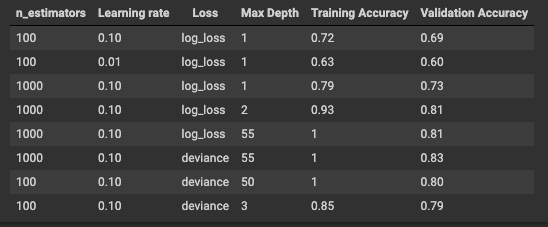 n_estimators Learning rate Loss Max Depth Training Accuracy Validation Accuracy
100 0.10 log_loss 1 0.72 0.69
100 0.01 log_loss 1 0.63 0.60
1000 0.10 log_loss 1 0.79 0.73
1000 0.10 log_loss 2 0.93 0.81
1000 0.10 log_loss 55 1 0.81
1000 0.10 deviance 55 1 0.83
100 0.10 deviance 50 1 0.80
100 0.10 deviance 3 0.85 0.79